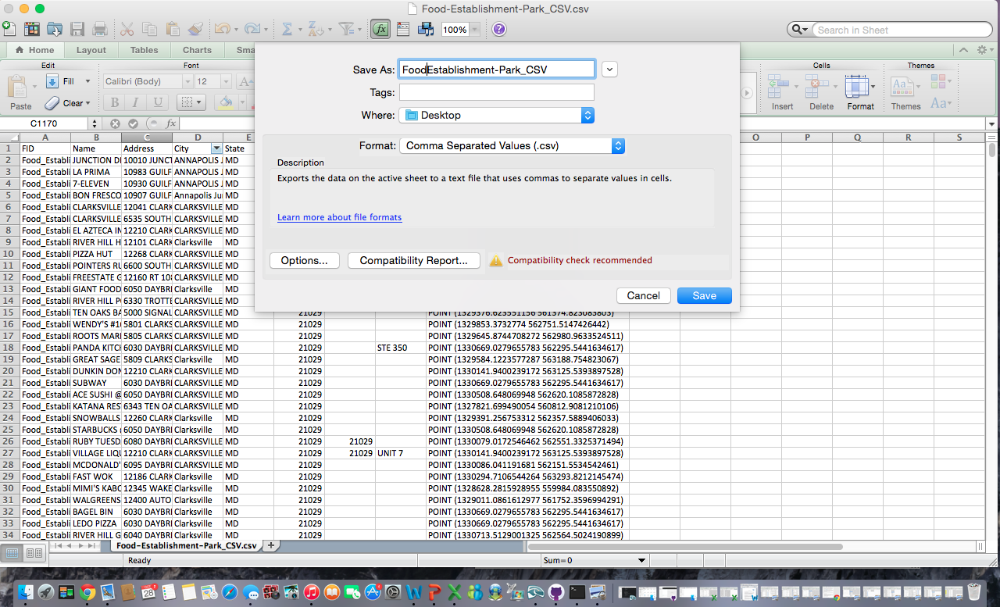 Food-Establishment-Park_CSV.csv
100%
Search in Sheet
Home Layout Tables Charts
Edit Font Cells Themes
Paste Fill Clear
Calibri (Body) 12
B I U
Insert Delete Format Themes Aa
Save As: FoodEstablishment-Park_CSV
Tags:
Where: Desktop
Format: Comma Separated Values (.csv)
Description
Exports the data on the active sheet to a text file that uses commas to separate values in cells.
Learn more about file formats
Options... Compatibility Report... Compatibility check recommended
Cancel Save
C1170 fx
A B C D E O P Q R S
1 FID Name Address City State
2 Food_Establi JUNCTION DI 10010 JUNCT ANNAPOLIS J MD
3 Food_Establi LA PRIMA 10983 GUILF ANNAPOLIS J MD
4 Food_Establi 7-ELEVEN 10930 GUILF ANNAPOLIS J MD
5 Food_Establi BON FRESCO 10907 GUILF Annapolis Ju MD
6 Food_Establi CLARKSVILLE 12041 CLARK CLARKSVILLE MD
7 Food_Establi CLARKSVILLE 6535 SOUTH CLARKSVILLE MD
8 Food_Establi EL AZTECA IN 12210 CLARK CLARKSVILLE MD
9 Food_Establi RIVER HILL H 12101 CLARK Clarksville MD
10 Food_Establi PIZZA HUT 12268 CLARK CLARKSVILLE MD
11 Food_Establi POINTERS RU 6600 SOUTH CLARKSVILLE MD
12 Food_Establi FREESTATE G 12160 RT 108 CLARKSVILLE MD
13 Food_Establi GIANT FOOD 6050 DAYBRI CLARKSVILLE MD
14 Food_Establi RIVER HILL P 6330 TROTTE CLARKSVILLE MD
15 Food_Establi TEN OAKS BA 5000 SIGNAL CLARKSVILLE MD 21029 POINT (1329376.623551156 561374.823083803)
16 Food_Establi WENDY'S #1 5801 CLARKS CLARKSVILLE MD 21029 POINT (1329853.3732774 562751.5147426442)
17 Food_Establi ROOTS MARI 5805 CLARKS CLARKSVILLE MD 21029 POINT (1329645.8744708272 562980.9633524511)
18 Food_Establi PANDA KITCH 6030 DAYBRI CLARKSVILLE MD 21029 STE 350 POINT (1330669.0279655783 562295.5441634617)
19 Food_Establi GREAT SAGE 5809 CLARKS Clarksville MD 21029 POINT (1329584.1223577287 563188.754823067)
20 Food_Establi DUNKIN DON 12210 CLARK CLARKSVILLE MD 21029 POINT (1330141.9400239172 563125.5393897528)
21 Food_Establi SUBWAY 6030 DAYBRI CLARKSVILLE MD 21029 POINT (1330669.0279655783 562295.5441634617)
22 Food_Establi ACE SUSHI @ 6050 DAYBRI CLARKSVILLE MD 21029 POINT (1330508.648069948 562620.1085872828)
23 Food_Establi KATANA RES 6343 TEN OA CLARKSVILLE MD 21029 POINT (1327821.699490054 560812.9081210106)
24 Food_Establi SNOWBALLS 12260 CLARK Clarksville MD 21029 POINT (1329391.256753312 562357.5889406033)
25 Food_Establi STARBUCKS 6050 DAYBRI CLARKSVILLE MD 21029 POINT (1330508.648069948 562620.1085872828)
26 Food_Establi RUBY TUESD 6080 DAYBRI CLARKSVILLE MD 21029 21029 POINT (1330079.0172546462 562551.3325371494)
27 Food_Establi VILLAGE LIQU 12210 CLARK CLARKSVILLE MD 21029 21029 UNIT 7 POINT (1330141.9400239172 563125.5393897528)
28 Food_Establi MCDONALD' 6095 DAYBRI CLARKSVILLE MD 21029 POINT (1330086.041191681 562151.5534542461)
29 Food_Establi FAST WOK 12186 CLARK Clarksville MD 21029 POINT (1330294.7106544264 563293.8212145474)
30 Food_Establi MIMI'S KABO 12345 WAKE Clarksville MD 21029 POINT (1328628.2815928955 559984.083550892)
31 Food_Establi WALGREENS 12400 AUTO Clarksville MD 21029 POINT (1329011.0861612977 561752.3596994291)
32 Food_Establi BAGEL BIN 6030 DAYBRI Clarksville MD 21029 POINT (1330669.0279655783 562295.5441634617)
33 Food_Establi LEDO PIZZA 6030 DAYBRI Clarksville MD 21029 POINT (1330669.0279655783 562295.5441634617)
34 Food_Establi RIVER HILL G 6040 DAYBRI CLARKSVILLE MD 21029 POINT (1330713.5129001325 562564.5024190899)
Food-Establishment-Park_CSV.csv
Ready Sum=0